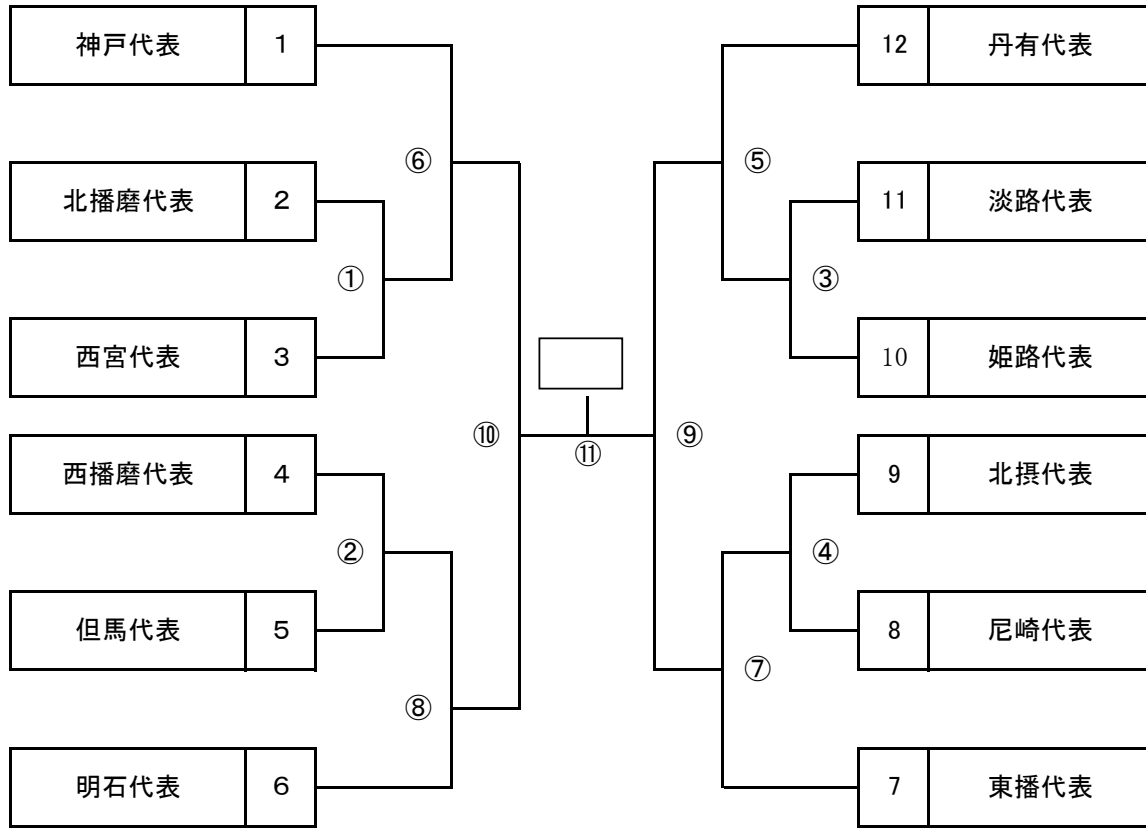 神戸代表 1
12 丹有代表
⑥
⑤
北播磨代表 2
11 淡路代表
①
③
西宮代表 3
10 姫路代表
⑩
⑪
⑨
西播磨代表 4
9 北摂代表
②
④
但馬代表 5
8 尼崎代表
⑧
⑦
明石代表 6
7 東播代表